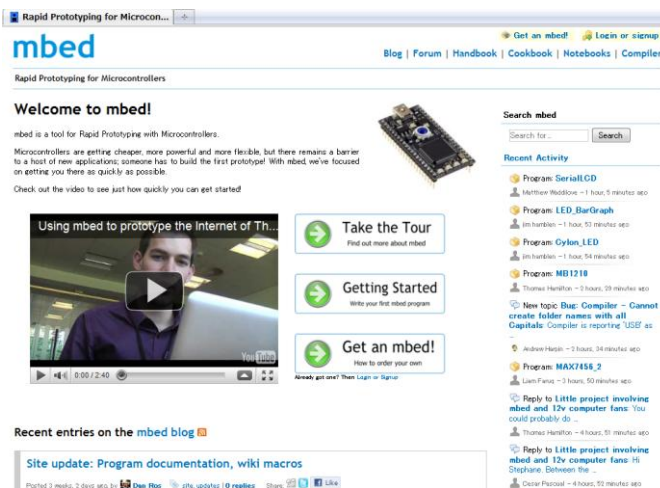 Rapid Prototyping for Microcon...
Get an mbed! Login or signup
mbed
Blog | Forum | Handbook | Cookbook | Notebooks | Compiler
Rapid Prototyping for Microcontrollers
Welcome to mbed!
mbed is a tool for Rapid Prototyping with Microcontrollers.
Microcontrollers are getting cheaper, more powerful and more flexible, but there remains a barrier
to a host of new applications; someone has to build the first prototype! With mbed, we've focused
on getting you there as quickly as possible.
Check out the video to see just how quickly you can get started!
Using mbed to prototype the Internet of Th...
YouTube
0:00 / 2:40
Take the Tour
Find out more about mbed
Getting Started
Write your first mbed program
Get an mbed!
How to order your own
Already got one? Then Login or Signup
Recent entries on the mbed blog
Site update: Program documentation, wiki macros
Posted 3 weeks, 2 days ago by Dan Ros site, updates | 0 replies Share: Like
Search mbed
Search for... Search
Recent Activity
Program: SerialLCD
Matthew Waddilove – 1 hour, 5 minutes ago
Program: LED_BarGraph
jim hamblen – 1 hour, 53 minutes ago
Program: Cylon_LED
jim hamblen – 1 hour, 54 minutes ago
Program: MB1210
Thomas Hamilton – 3 hours, minutes ago
New topic Bug: Compiler - Cannot
create folder names with all
Capitals: Compiler is reporting "USB" as
...
Andrew – hours, 34 minutes ago
Program: MAX7456_2
Liam – 3 hours, 50 minutes ago
Reply to Little project involving
mbed and 12v computer fans: You
could probably do ...
Thomas Hamilton – 4 hours, 51 minutes ago
Reply to Little project involving
mbed and 12v computer fans: Hi
Stephane. Between the ...
Oscar Pascual – 4 hours, 52 minutes ago